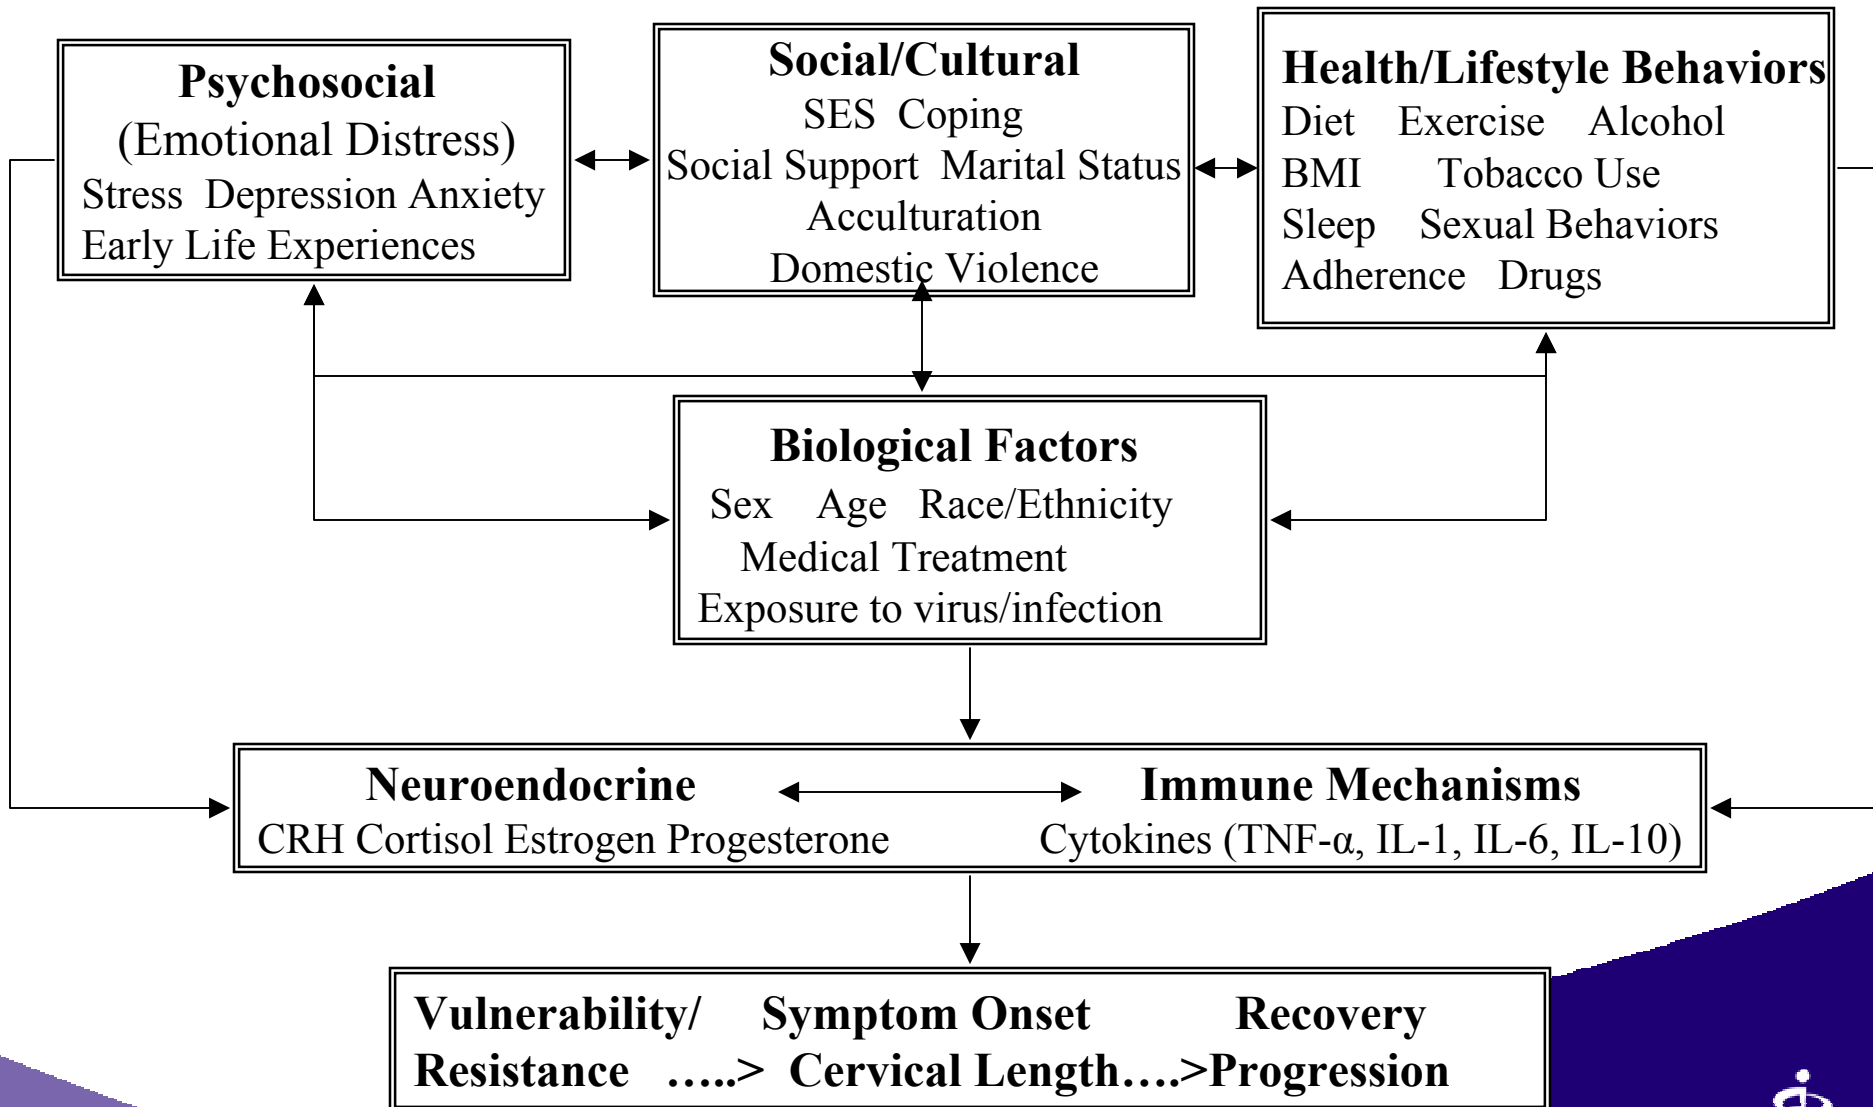 Psychosocial
(Emotional Distress)
Stress Depression Anxiety
Early Life Experiences
Social/Cultural
SES Coping
Social Support Marital Status
Acculturation
Domestic Violence
Health/Lifestyle Behaviors
Diet Exercise Alcohol
BMI Tobacco Use
Sleep Sexual Behaviors
Adherence Drugs
Biological Factors
Sex Age Race/Ethnicity
Medical Treatment
Exposure to virus/infection
Neuroendocrine
CRH Cortisol Estrogen Progesterone
Immune Mechanisms
Cytokines (TNF-α, IL-1, IL-6, IL-10)
Vulnerability/ Symptom Onset Recovery
Resistance …..> Cervical Length….>Progression